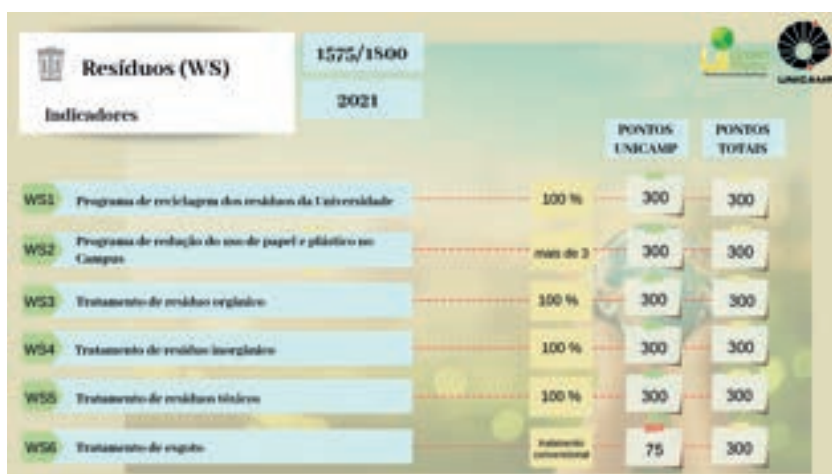 Resíduos (WS)
Indicadores
1575/1800
2021
UNICAMP
PONTOS
UNICAMP
PONTOS
TOTAIS
WS1 Programa de reciclagem dos resíduos da Universidade 100 % 300 300
WS2 Programa de redução do uso de papel e plástico no
Campus mais de 3 300 300
WS3 Tratamento de resíduo orgânico 100 % 300 300
WS4 Tratamento de resíduo inorgânico 100 % 300 300
WS5 Tratamento de resíduos tóxicos 100 % 300 300
WS6 Tratamento de esgoto tratamento
convencional 75 300